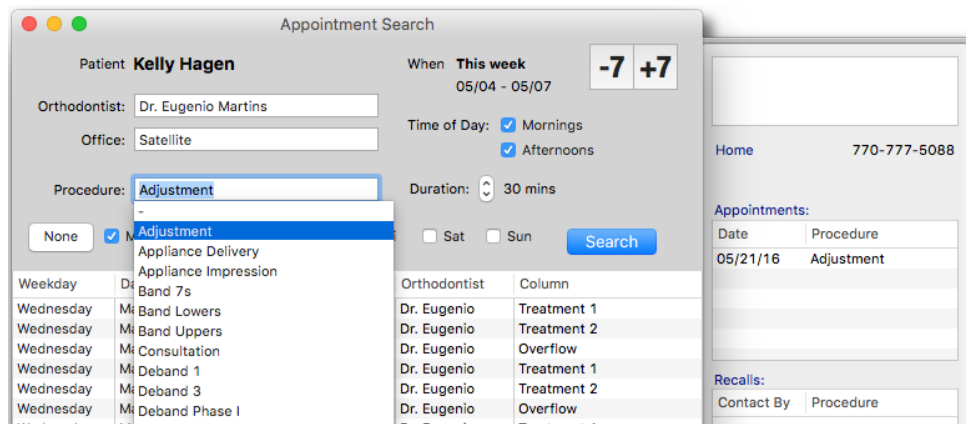 Appointment Search
Patient Kelly Hagen
When This week
05/04 - 05/07
-7 +7
Orthodontist: Dr. Eugenio Martins
Office: Satellite
Time of Day: Mornings
Afternoons
Procedure: Adjustment
Duration: 30 mins
-
Adjustment
Appliance Delivery
Appliance Impression
Band 7s
Band Lowers
Band Uppers
Consultation
Deband 1
Deband 3
Deband Phase I
None
Sat Sun Search
Weekday Orthodontist Column
Wednesday Dr. Eugenio Treatment 1
Wednesday Dr. Eugenio Treatment 2
Wednesday Dr. Eugenio Overflow
Wednesday Dr. Eugenio Treatment 1
Wednesday Dr. Eugenio Treatment 2
Wednesday Dr. Eugenio Overflow
Home 770-777-5088
Appointments:
Date Procedure
05/21/16 Adjustment
Recalls:
Contact By Procedure